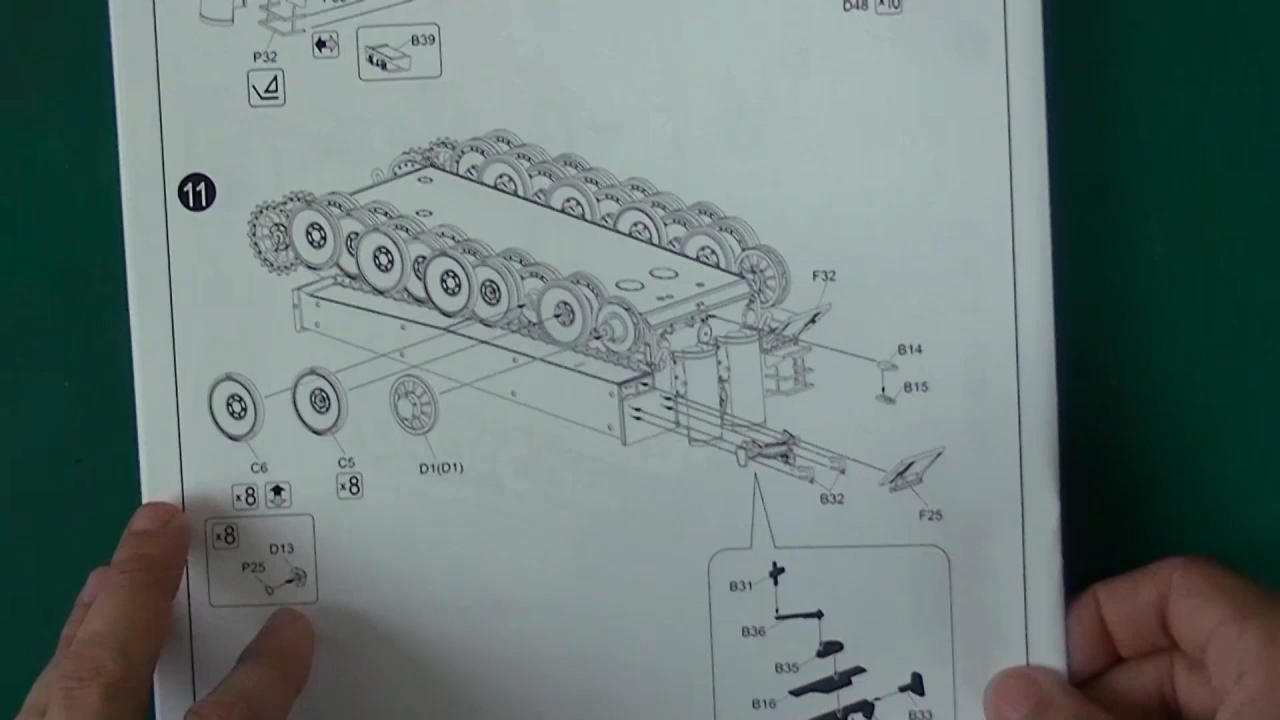 D48 x10
P32
B39
11
F32
B14
B15
C6
C5
D1(D1)
x8
x8
B32
F25
x8
D13
P25
B31
B36
B35
B16
B33